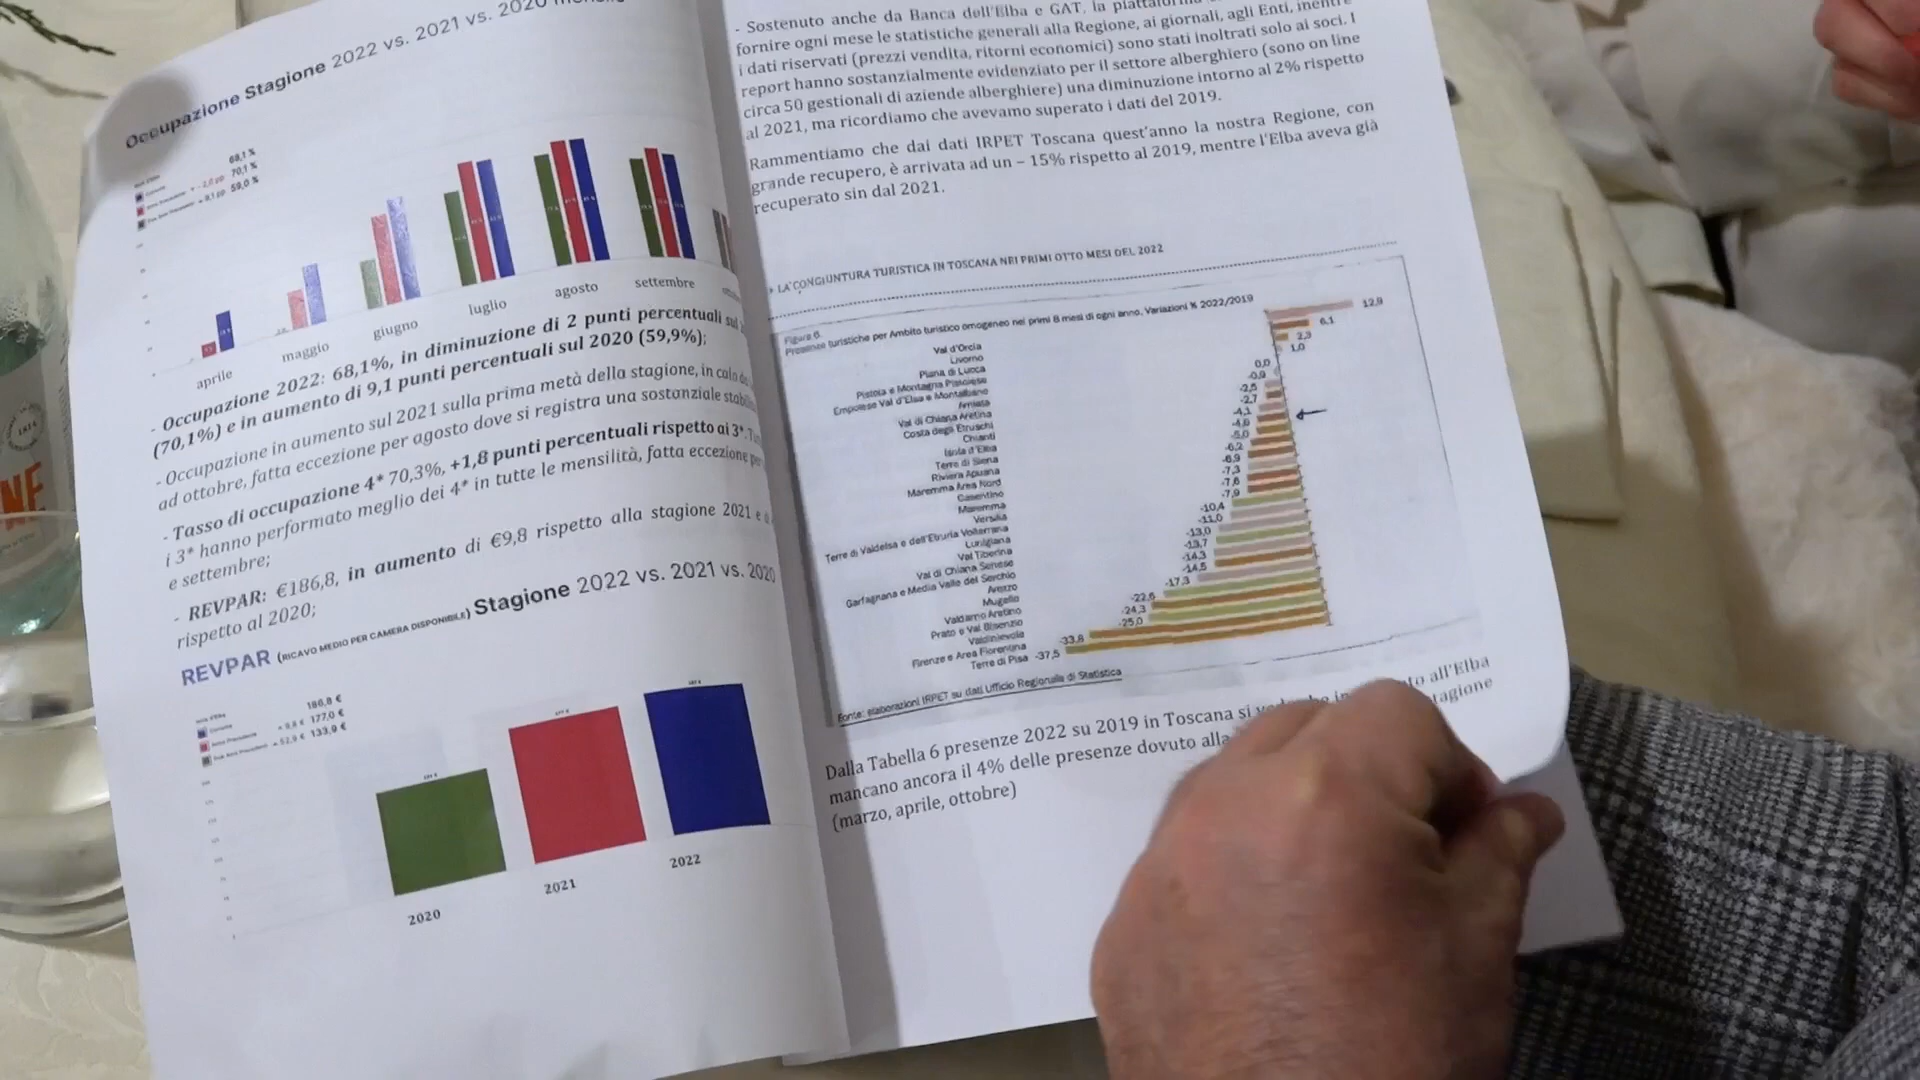 Occupazione Stagione 2022 vs. 2021 vs. 2020
68,1 %
70,1 %
59,0 %
aprile
maggio
giugno
luglio
agosto
settembre
- Occupazione 2022: 68,1%, in diminuzione di 2 punti percentuali sul
(70,1%) e in aumento di 9,1 punti percentuali sul 2020 (59,9%);
- Occupazione in aumento sul 2021 sulla prima metà della stagione, in calo
ad ottobre, fatta eccezione per agosto dove si registra una sostanziale
- Tasso di occupazione 4* 70,3%, +1,8 punti percentuali rispetto ai 3*.
i 3* hanno performato meglio dei 4* in tutte le mensilità, fatta eccezione
e settembre;
- REVPAR: €186,8, in aumento di €9,8 rispetto alla stagione 2021 e
rispetto al 2020;
REVPAR (RICAVO MEDIO PER CAMERA DISPONIBILE) Stagione 2022 vs. 2021 vs. 2020
186,8 €
177,0 €
133,9 €
2020
2021
2022
- Sostenuto anche da Banca dell'Elba e GAT, la
fornire ogni mese le statistiche generali alla Regione, ai giornali, agli Enti,
i dati riservati (prezzi vendita, ritorni economici) sono stati inoltrati solo ai soci. I
report hanno sostanzialmente evidenziato per il settore alberghiero (sono on line
circa 50 gestionali di aziende alberghiere) una diminuzione intorno al 2% rispetto
al 2021, ma ricordiamo che avevamo superato i dati del 2019.
Rammentiamo che dai dati IRPET Toscana quest'anno la nostra Regione, con
grande recupero, è arrivata ad un – 15% rispetto al 2019, mentre l'Elba aveva già
recuperato sin dal 2021.
LA CONGIUNTURA TURISTICA IN TOSCANA NEI PRIMI OTTO MESI DEL 2022
Figura 6.
Presenze turistiche per Ambito turistico omogeneo nei primi 8 mesi di ogni anno. Variazioni % 2022/2019
Val d'Orcia
Livorno
Piana di Lucca
Pistoia e Montagna Pistoiese
Empolese Val d'Elsa e Montalbano
Amiata
Val di Chiana Aretina
Costa degli Etruschi
Chianti
Isola d'Elba
Terre di Siena
Riviera Apuana
Maremma Area Nord
Casentino
Maremma
Versilia
Terre di Valdelsa e dell'Etruria Volterrana
Lunigiana
Val Tiberina
Val di Chiana Senese
Garfagnana e Media Valle del Serchio
Arezzo
Mugello
Valdarno Aretino
Prato e Val Bisenzio
Valdinievole
Firenze e Area Fiorentina
Terre di Pisa
12,9
6,1
2,3
1,0
0,0
-0,9
-2,5
-2,7
-4,1
-4,6
-5,0
-6,2
-6,9
-7,3
-7,6
-7,9
-10,4
-11,0
-13,0
-13,7
-14,3
-14,5
-17,3
-22,6
-24,3
-25,0
-33,8
-37,5
Fonte: elaborazioni IRPET su dati Ufficio Regionale di Statistica
Dalla Tabella 6 presenze 2022 su 2019 in Toscana si all'Elba
mancano ancora il 4% delle presenze dovuto alla stagione
(marzo, aprile, ottobre)